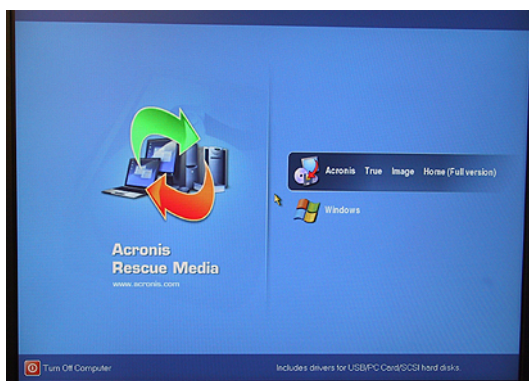 Acronis True Image Home (Full version)
Windows
Acronis
Rescue Media
www.acronis.com
Turn Off Computer
Includes drivers for USB/PC Card/SCSI hard disks.